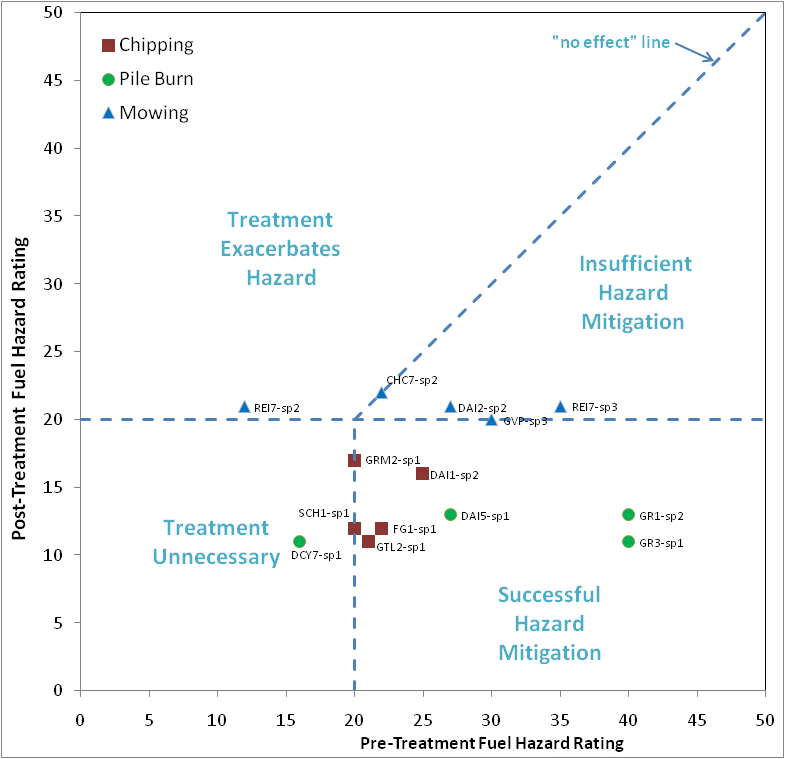 50
45
40
35
30
25
20
15
10
5
0
Post-Treatment Fuel Hazard Rating
Chipping
Pile Burn
Mowing
"no effect" line
Treatment
Exacerbates
Hazard
Insufficient
Hazard
Mitigation
CHC7-sp2
REI7-sp2
DAI2-sp2
REI7-sp3
GVP-sp3
GRM2-sp1
DAI1-sp2
SCH1-sp1
FG1-sp1
DAI5-sp1
GR1-sp2
GTL2-sp1
GR3-sp1
DCY7-sp1
Treatment
Unnecessary
Successful
Hazard
Mitigation
0 5 10 15 20 25 30 35 40 45 50
Pre-Treatment Fuel Hazard Rating